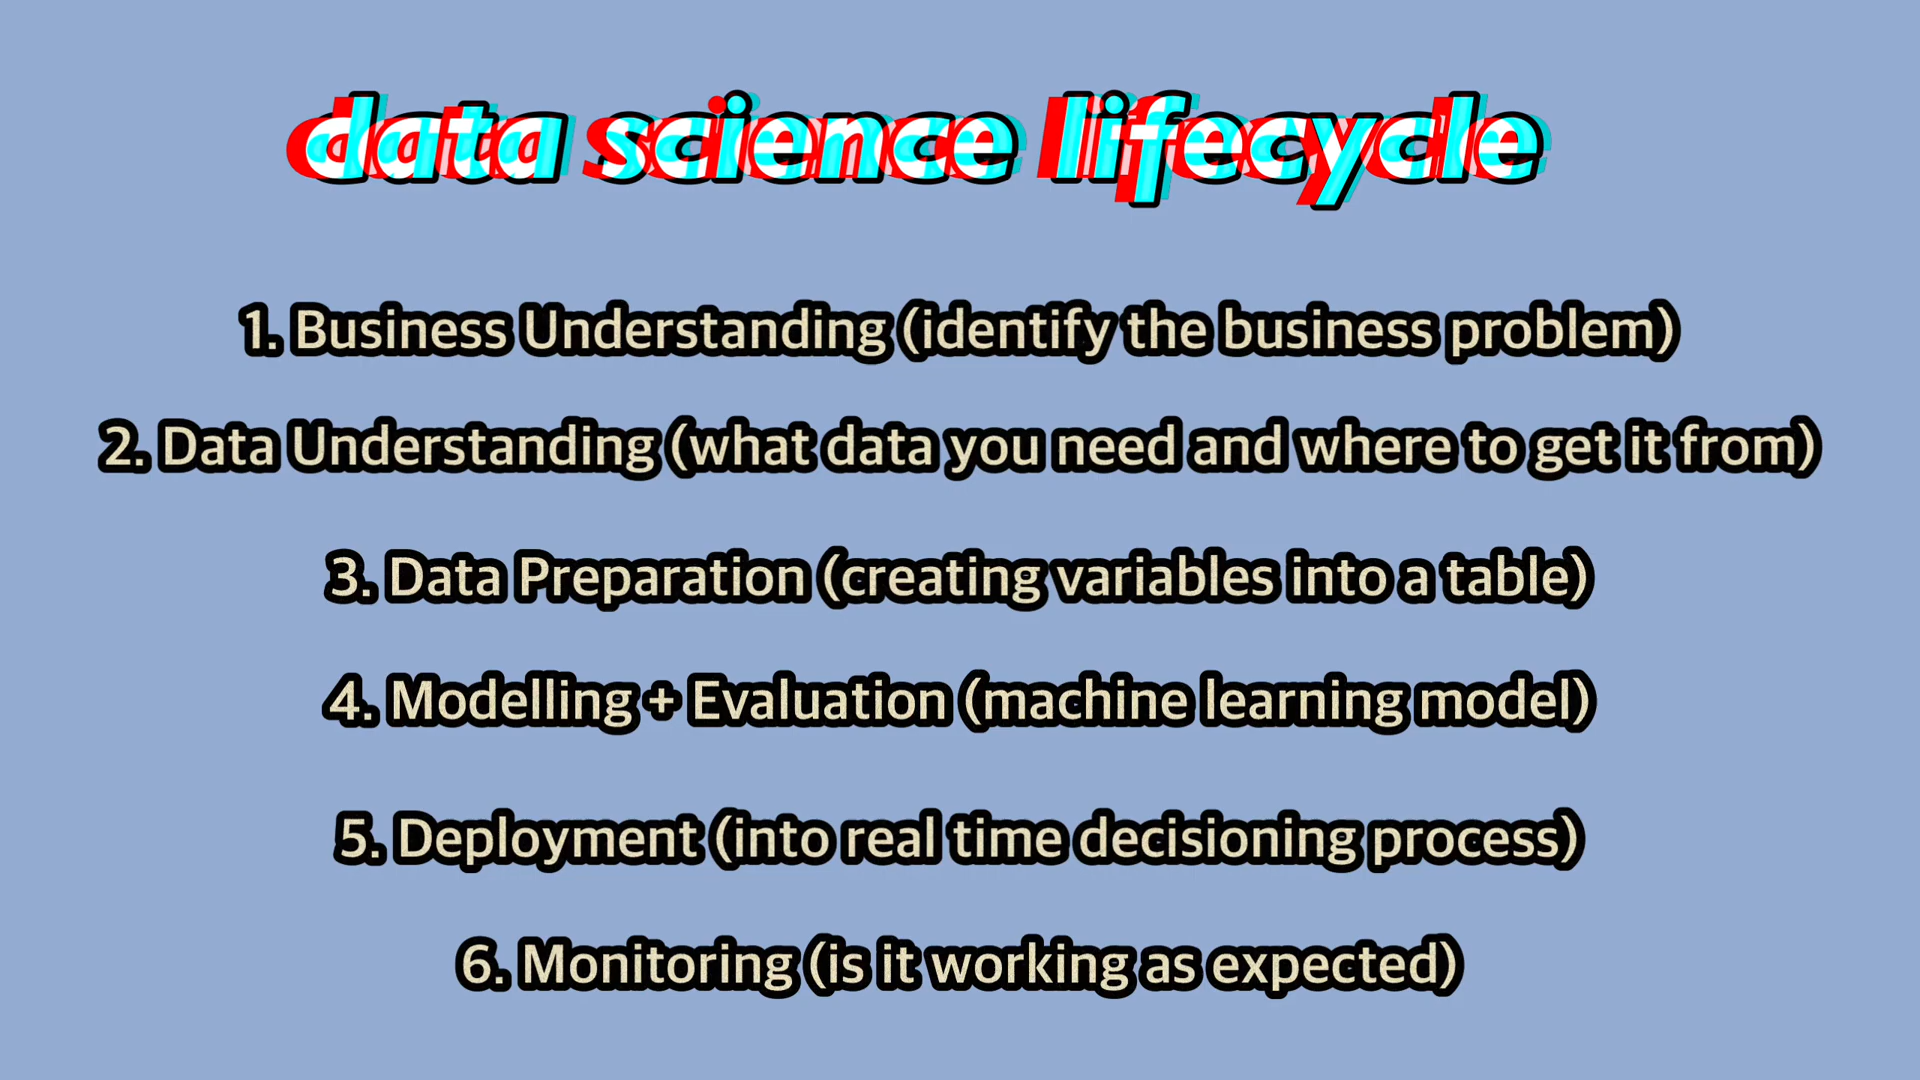 data science lifecycle
1. Business Understanding (identify the business problem)
2. Data Understanding (what data you need and where to get it from)
3. Data Preparation (creating variables into a table)
4. Modelling + Evaluation (machine learning model)
5. Deployment (into real time decisioning process)
6. Monitoring (is it working as expected)